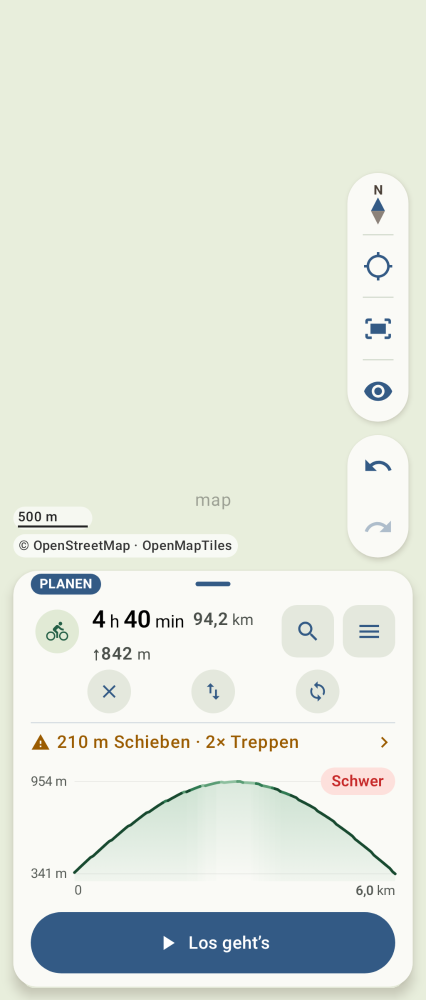 N
map
500 m
© OpenStreetMap · OpenMapTiles
PLANEN
4 h 40 min 94,2 km
↑842 m
210 m Schieben · 2× Treppen
954 m
Schwer
341 m
0
6,0 km
Los geht's